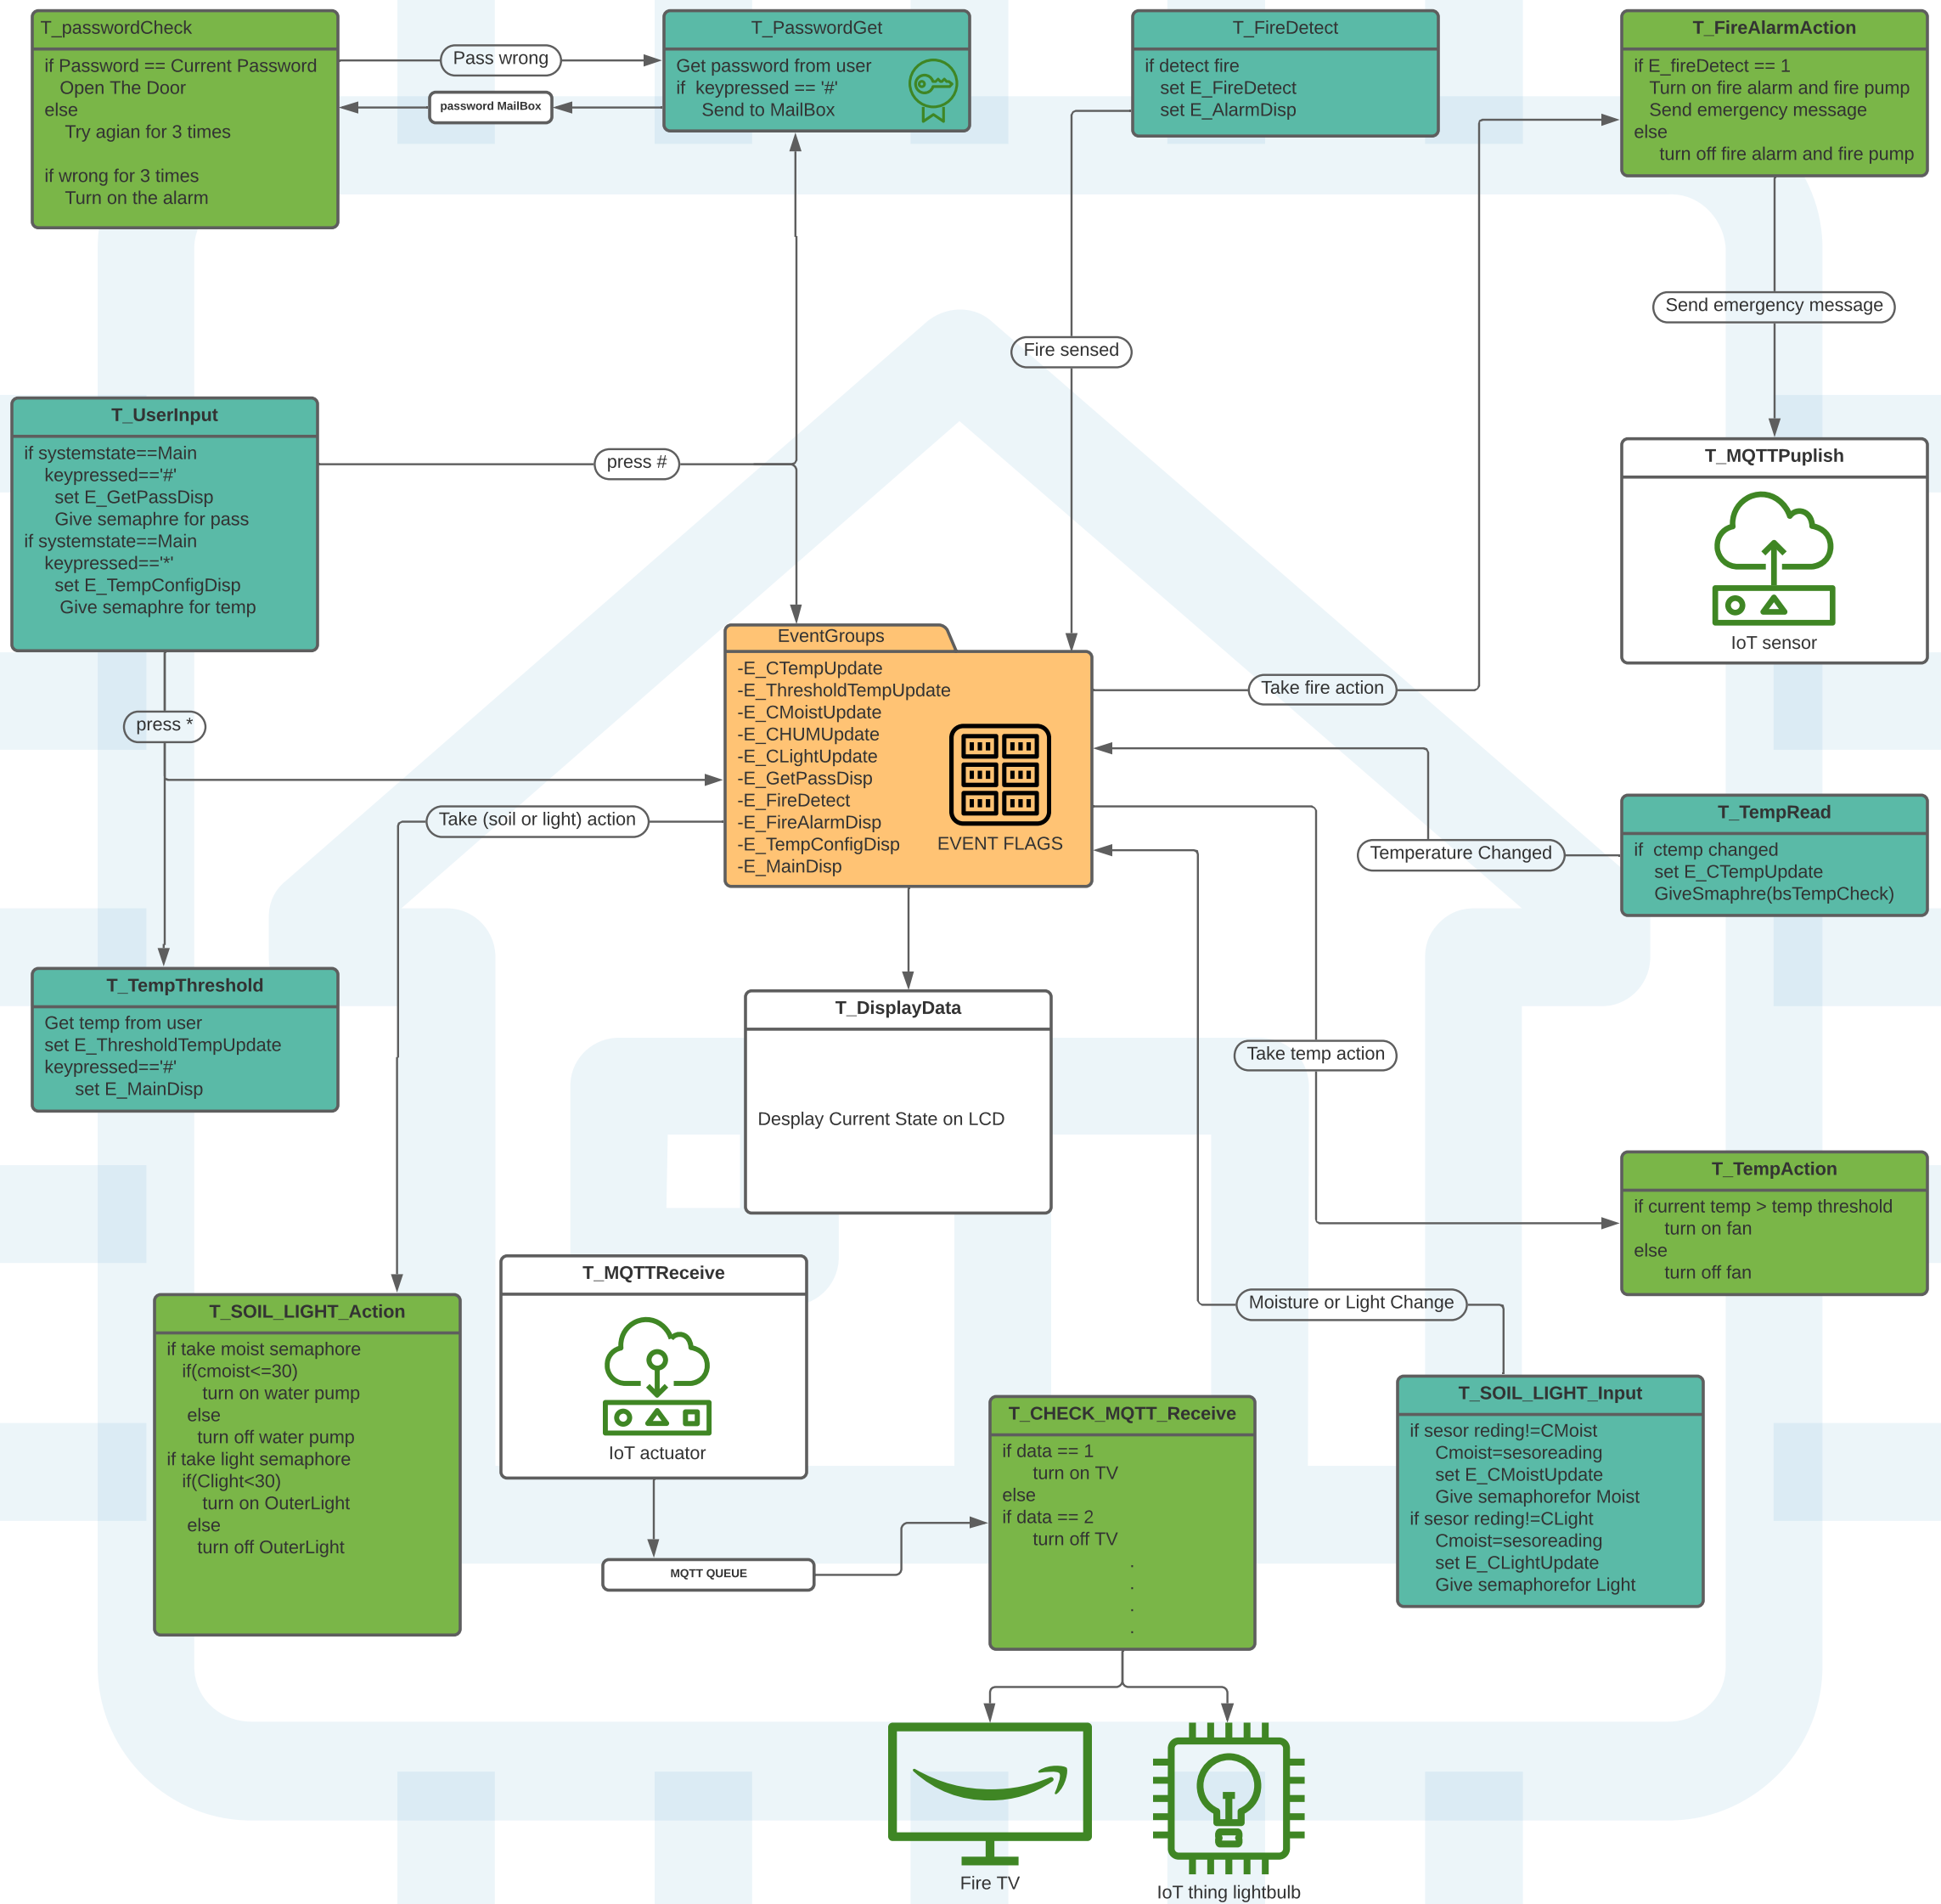 T_passwordCheck
if Password == Current Password
Open The Door
else
Try agian for 3 times
if wrong for 3 times
Turn on the alarm
Pass wrong
password MailBox
T_PasswordGet
Get password from user
if keypressed == '#'
Send to MailBox
T_FireDetect
if detect fire
set E_FireDetect
set E_AlarmDisp
T_FireAlarmAction
if E_fireDetect == 1
Turn on fire alarm and fire pump
Send emergency message
else
turn off fire alarm and fire pump
Send emergency message
Fire sensed
T_UserInput
if systemstate==Main
keypressed=='#'
set E_GetPassDisp
Give semaphre for pass
if systemstate==Main
keypressed=='*'
set E_TempConfigDisp
Give semaphre for temp
press #
T_MQTTPuplish
IoT sensor
press *
EventGroups
-E_CTempUpdate
-E_ThresholdTempUpdate
-E_CMoistUpdate
-E_CHUMUpdate
-E_CLightUpdate
-E_GetPassDisp
-E_FireDetect
-E_FireAlarmDisp
-E_TempConfigDisp
-E_MainDisp
EVENT FLAGS
Take fire action
Take (soil or light) action
Temperature Changed
T_TempRead
if ctemp changed
set E_CTempUpdate
GiveSmaphre(bsTempCheck)
T_TempThreshold
Get temp from user
set E_ThresholdTempUpdate
keypressed=='#'
set E_MainDisp
T_DisplayData
Desplay Current State on LCD
Take temp action
T_TempAction
if current temp > temp threshold
turn on fan
else
turn off fan
T_SOIL_LIGHT_Action
if take moist semaphore
if(cmoist<=30)
turn on water pump
else
turn off water pump
if take light semaphore
if(Clight<30)
turn on OuterLight
else
turn off OuterLight
T_MQTTReceive
IoT actuator
MQTT QUEUE
Moisture or Light Change
T_CHECK_MQTT_Receive
if data == 1
turn on TV
else
if data == 2
turn off TV
.
.
.
.
T_SOIL_LIGHT_Input
if sesor reding!=CMoist
Cmoist=sesoreading
set E_CMoistUpdate
Give semaphorefor Moist
if sesor reding!=CLight
Cmoist=sesoreading
set E_CLightUpdate
Give semaphorefor Light
Fire TV
IoT thing lightbulb